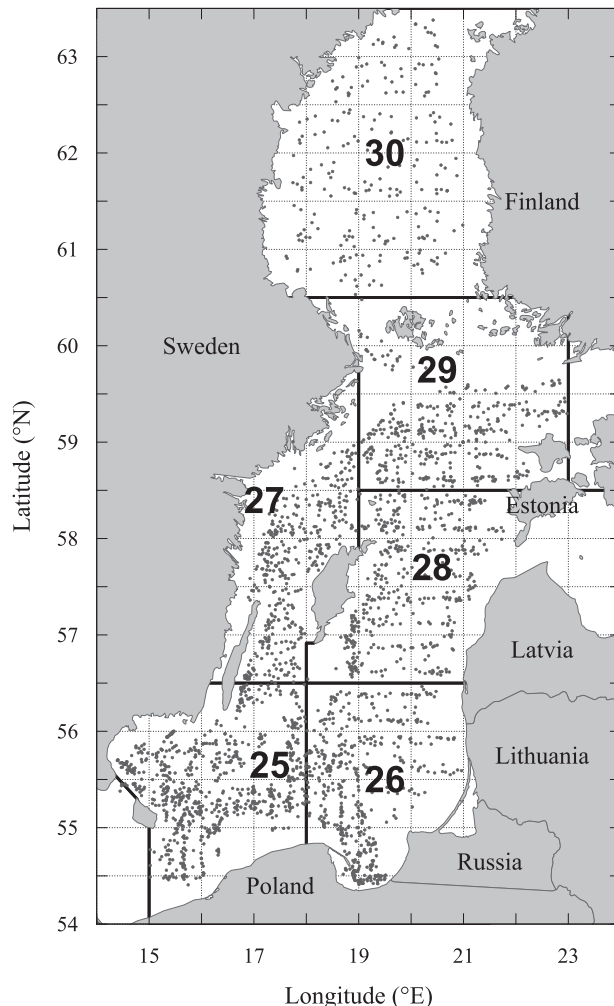 63
62
30
Finland
61
Sweden
60
29
59
27
Estonia
58
28
57
Latvia
56
25
26
Lithuania
55
Russia
Poland
54
15
17
19
21
23
Latitude (°N)
Longitude (°E)